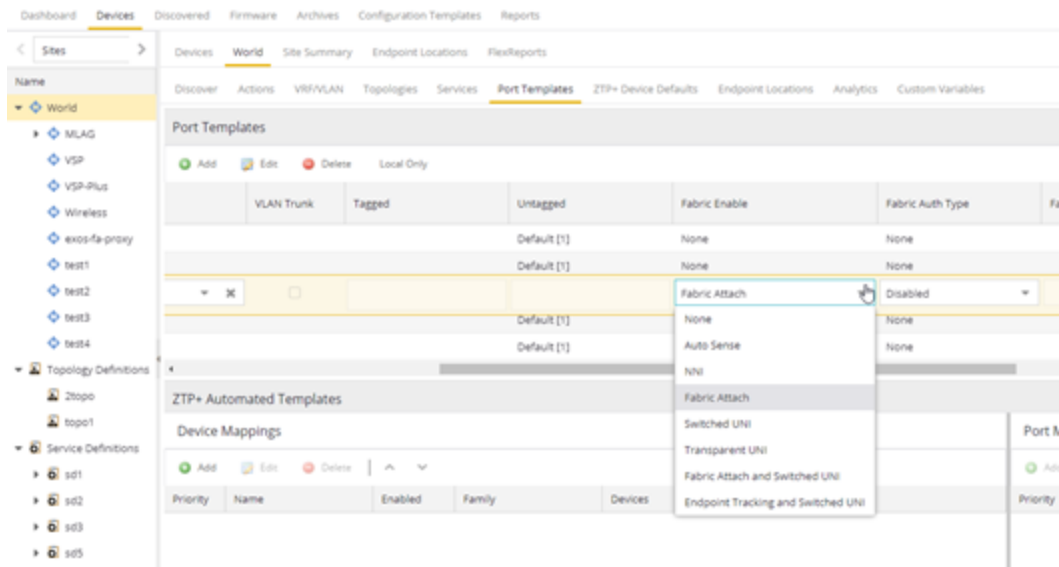 Dashboard Devices Discovered Firmware Archives Configuration Templates Reports
Sites Devices World Site Summary Endpoint Locations FlexReports
Name Discover Actions VRF/VLAN Topologies Services Port Templates ZTP+ Device Defaults Endpoint Locations Analytics Custom Variables
World
Port Templates
MLAG
VSP
Add Edit Delete Local Only
VSP-Plus
VLAN Trunk Tagged Untagged Fabric Enable Fabric Auth Type Fa
Wireless
exos-fa-proxy Default [1] None None
test1 Default [1] None None
test2 Fabric Attach Disabled
test3 Default [1] None None
test4 Default [1] Auto Sense None
Topology Definitions NNI
2topo ZTP+ Automated Templates Fabric Attach
topo1 Device Mappings Switched UNI Port M
Service Definitions Transparent UNI
sd1 Add Edit Delete Fabric Attach and Switched UNI Add
sd2 Priority Name Enabled Family Devices Endpoint Tracking and Switched UNI Priority
sd3
sd5